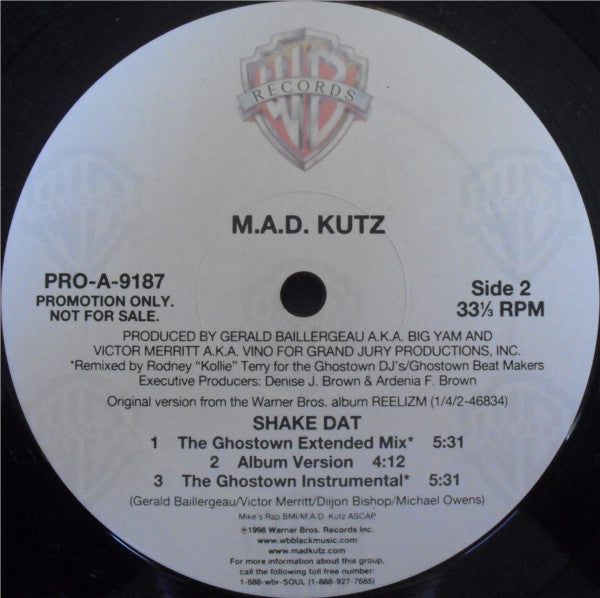 WB
RECORDS
M.A.D. KUTZ
PRO-A-9187
PROMOTION ONLY.
NOT FOR SALE.
Side 2
33⅓ RPM
PRODUCED BY GERALD BAILLERGEAU A.K.A. BIG YAM AND
VICTOR MERRITT A.K.A. VINO FOR GRAND JURY PRODUCTIONS, INC.
*Remixed by Rodney "Kollie" Terry for the Ghostown DJ's/Ghostown Beat Makers
Executive Producers: Denise J. Brown & Ardenia F. Brown
Original version from the Warner Bros. album REELIZM (1/4/2-46834)
SHAKE DAT
1 The Ghostown Extended Mix* 5:31
2 Album Version 4:12
3 The Ghostown Instrumental* 5:31
(Gerald Baillergeau/Victor Merritt/Diijon Bishop/Michael Owens)
Mike's Rap BMI/M.A.D. Kutz ASCAP
℗1998 Warner Bros. Records Inc.
www.wbblackmusic.com
www.madkutz.com
For more information about this group,
call the following toll free number.
1-888-wbr-SOUL (1-888-927-7685)